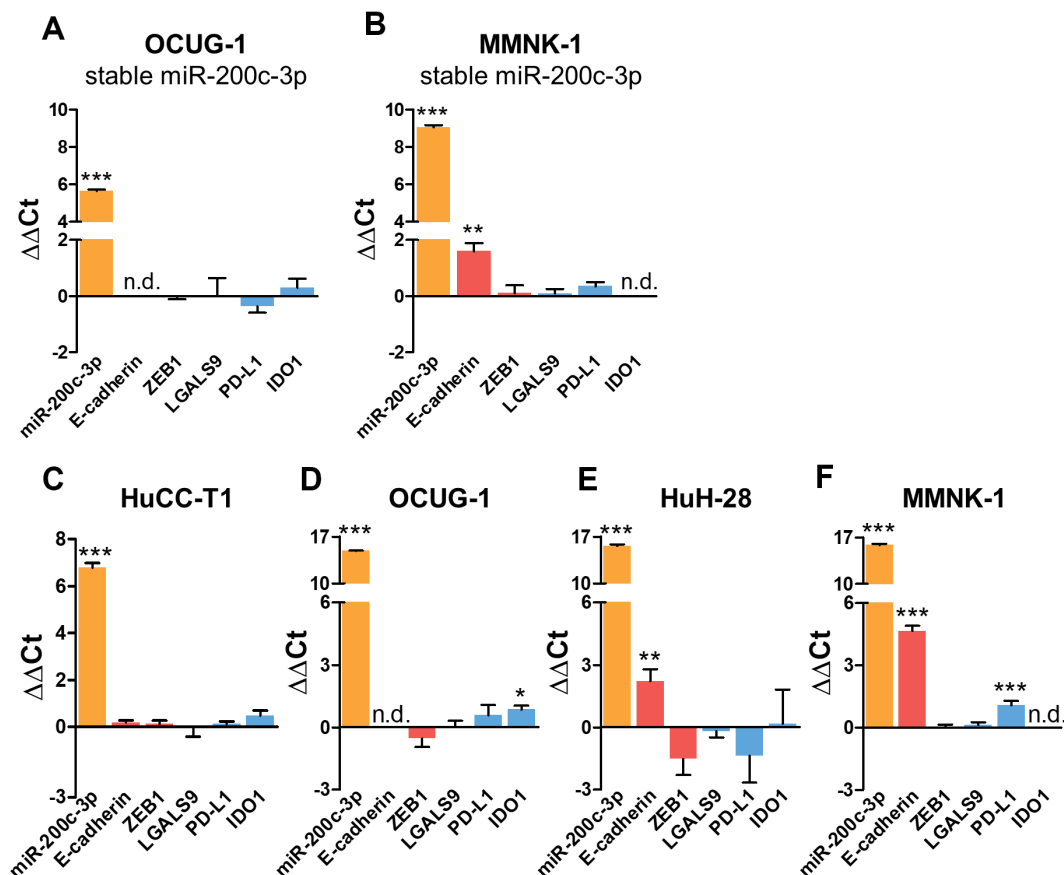 A
OCUG-1
stable miR-200c-3p
ΔΔCt
10
8
6
4
2
0
-2
***
n.d.
miR-200c-3p
E-cadherin
ZEB1
LGALS9
PD-L1
IDO1
B
MMNK-1
stable miR-200c-3p
ΔΔCt
10
8
6
4
2
0
-2
***
**
n.d.
miR-200c-3p
E-cadherin
ZEB1
LGALS9
PD-L1
IDO1
C
HuCC-T1
ΔΔCt
8
6
4
2
0
-3
***
miR-200c-3p
E-cadherin
ZEB1
LGALS9
PD-L1
IDO1
D
OCUG-1
ΔΔCt
17
10
6
3
0
-3
***
n.d.
*
miR-200c-3p
E-cadherin
ZEB1
LGALS9
PD-L1
IDO1
E
HuH-28
ΔΔCt
17
10
6
3
0
-3
***
**
miR-200c-3p
E-cadherin
ZEB1
LGALS9
PD-L1
IDO1
F
MMNK-1
ΔΔCt
17
10
6
3
0
-3
***
***
***
n.d.
miR-200c-3p
E-cadherin
ZEB1
LGALS9
PD-L1
IDO1